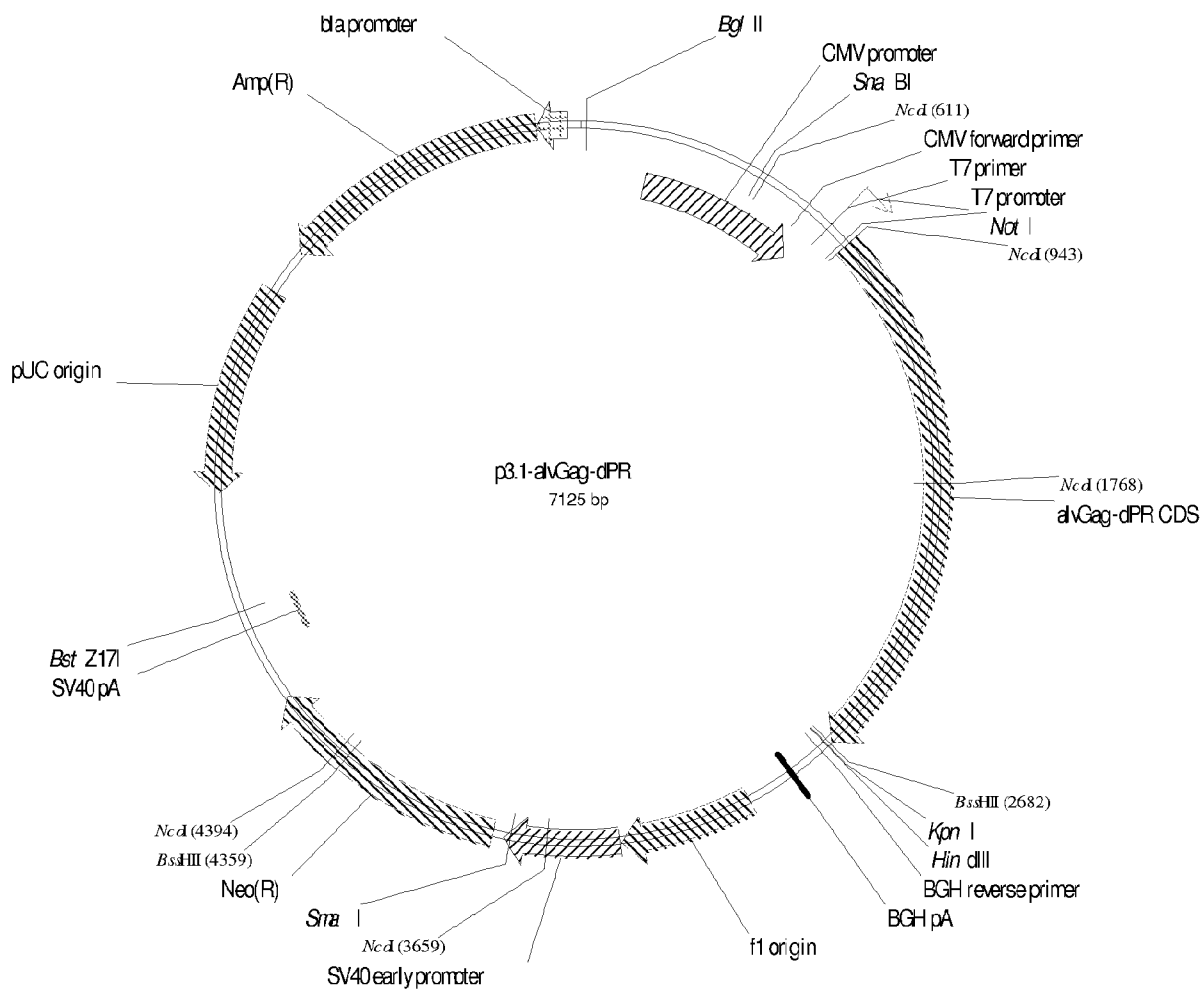 bla promoter
Bgl II
CMV promoter
Amp(R)
Sna BI
NcoI (611)
CMV forward primer
T7 primer
T7 promoter
Not I
NcoI (943)
pUC origin
p3.1-alvGag-dPR
7125 bp
NcoI (1768)
alvGag-dPR CDS
Bst Z17I
SV40 pA
BssHII (2682)
NcoI (4394)
Kpn I
BssHII (4359)
Hin dIII
Neo(R)
BGH reverse primer
Sma I
BGH pA
NcoI (3659)
f1 origin
SV40 early promoter